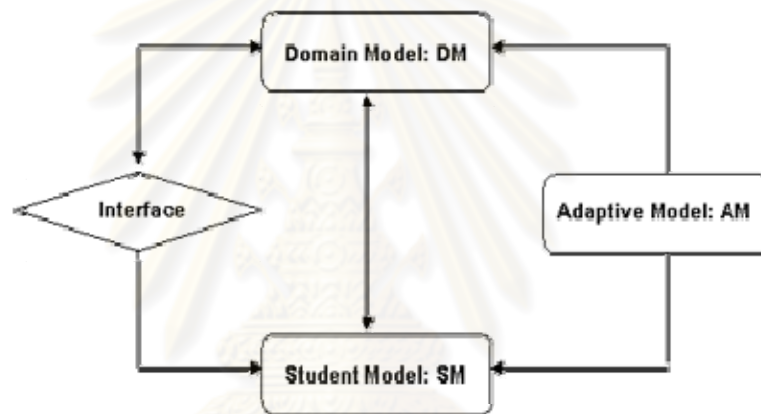 Domain Model: DM
Interface
Adaptive Model: AM
Student Model: SM